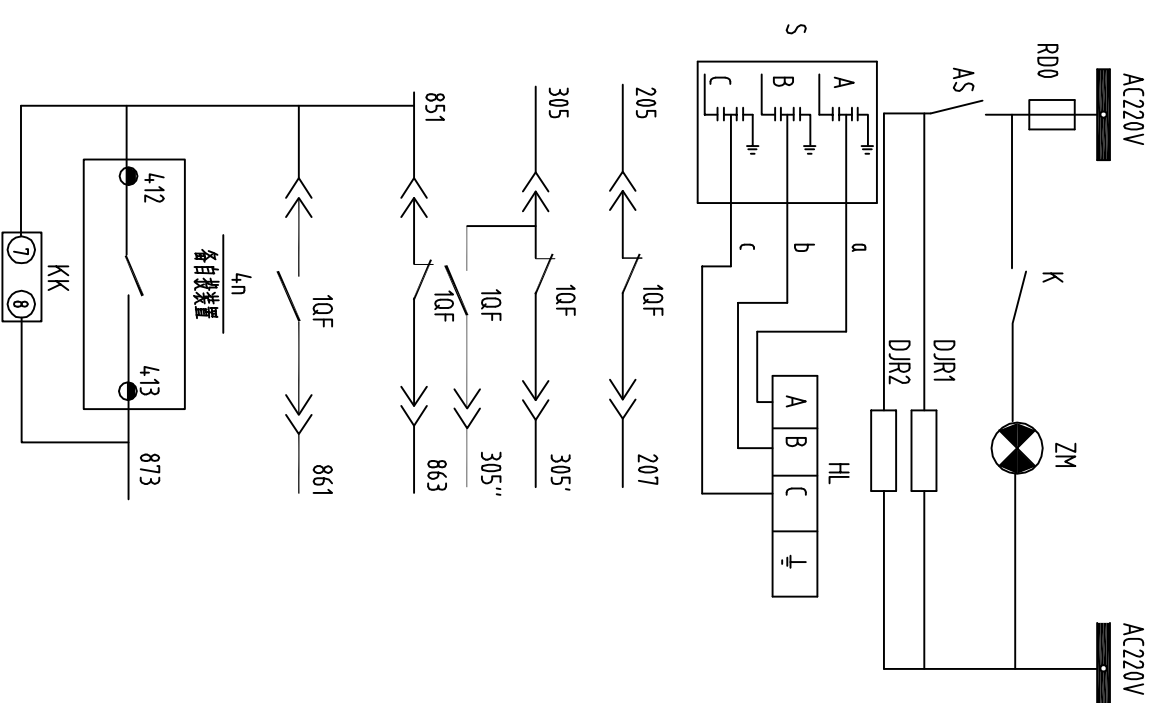 AC220V AC220V
RD0 K ZM
AS DJR1
DJR2
S
A a
B b
C c
HL
A B C
205 1QF 207
305 1QF 305'
1QF 305''
851 1QF 863
1QF 861
4n
备自投装置
412 413 873
KK
7 8